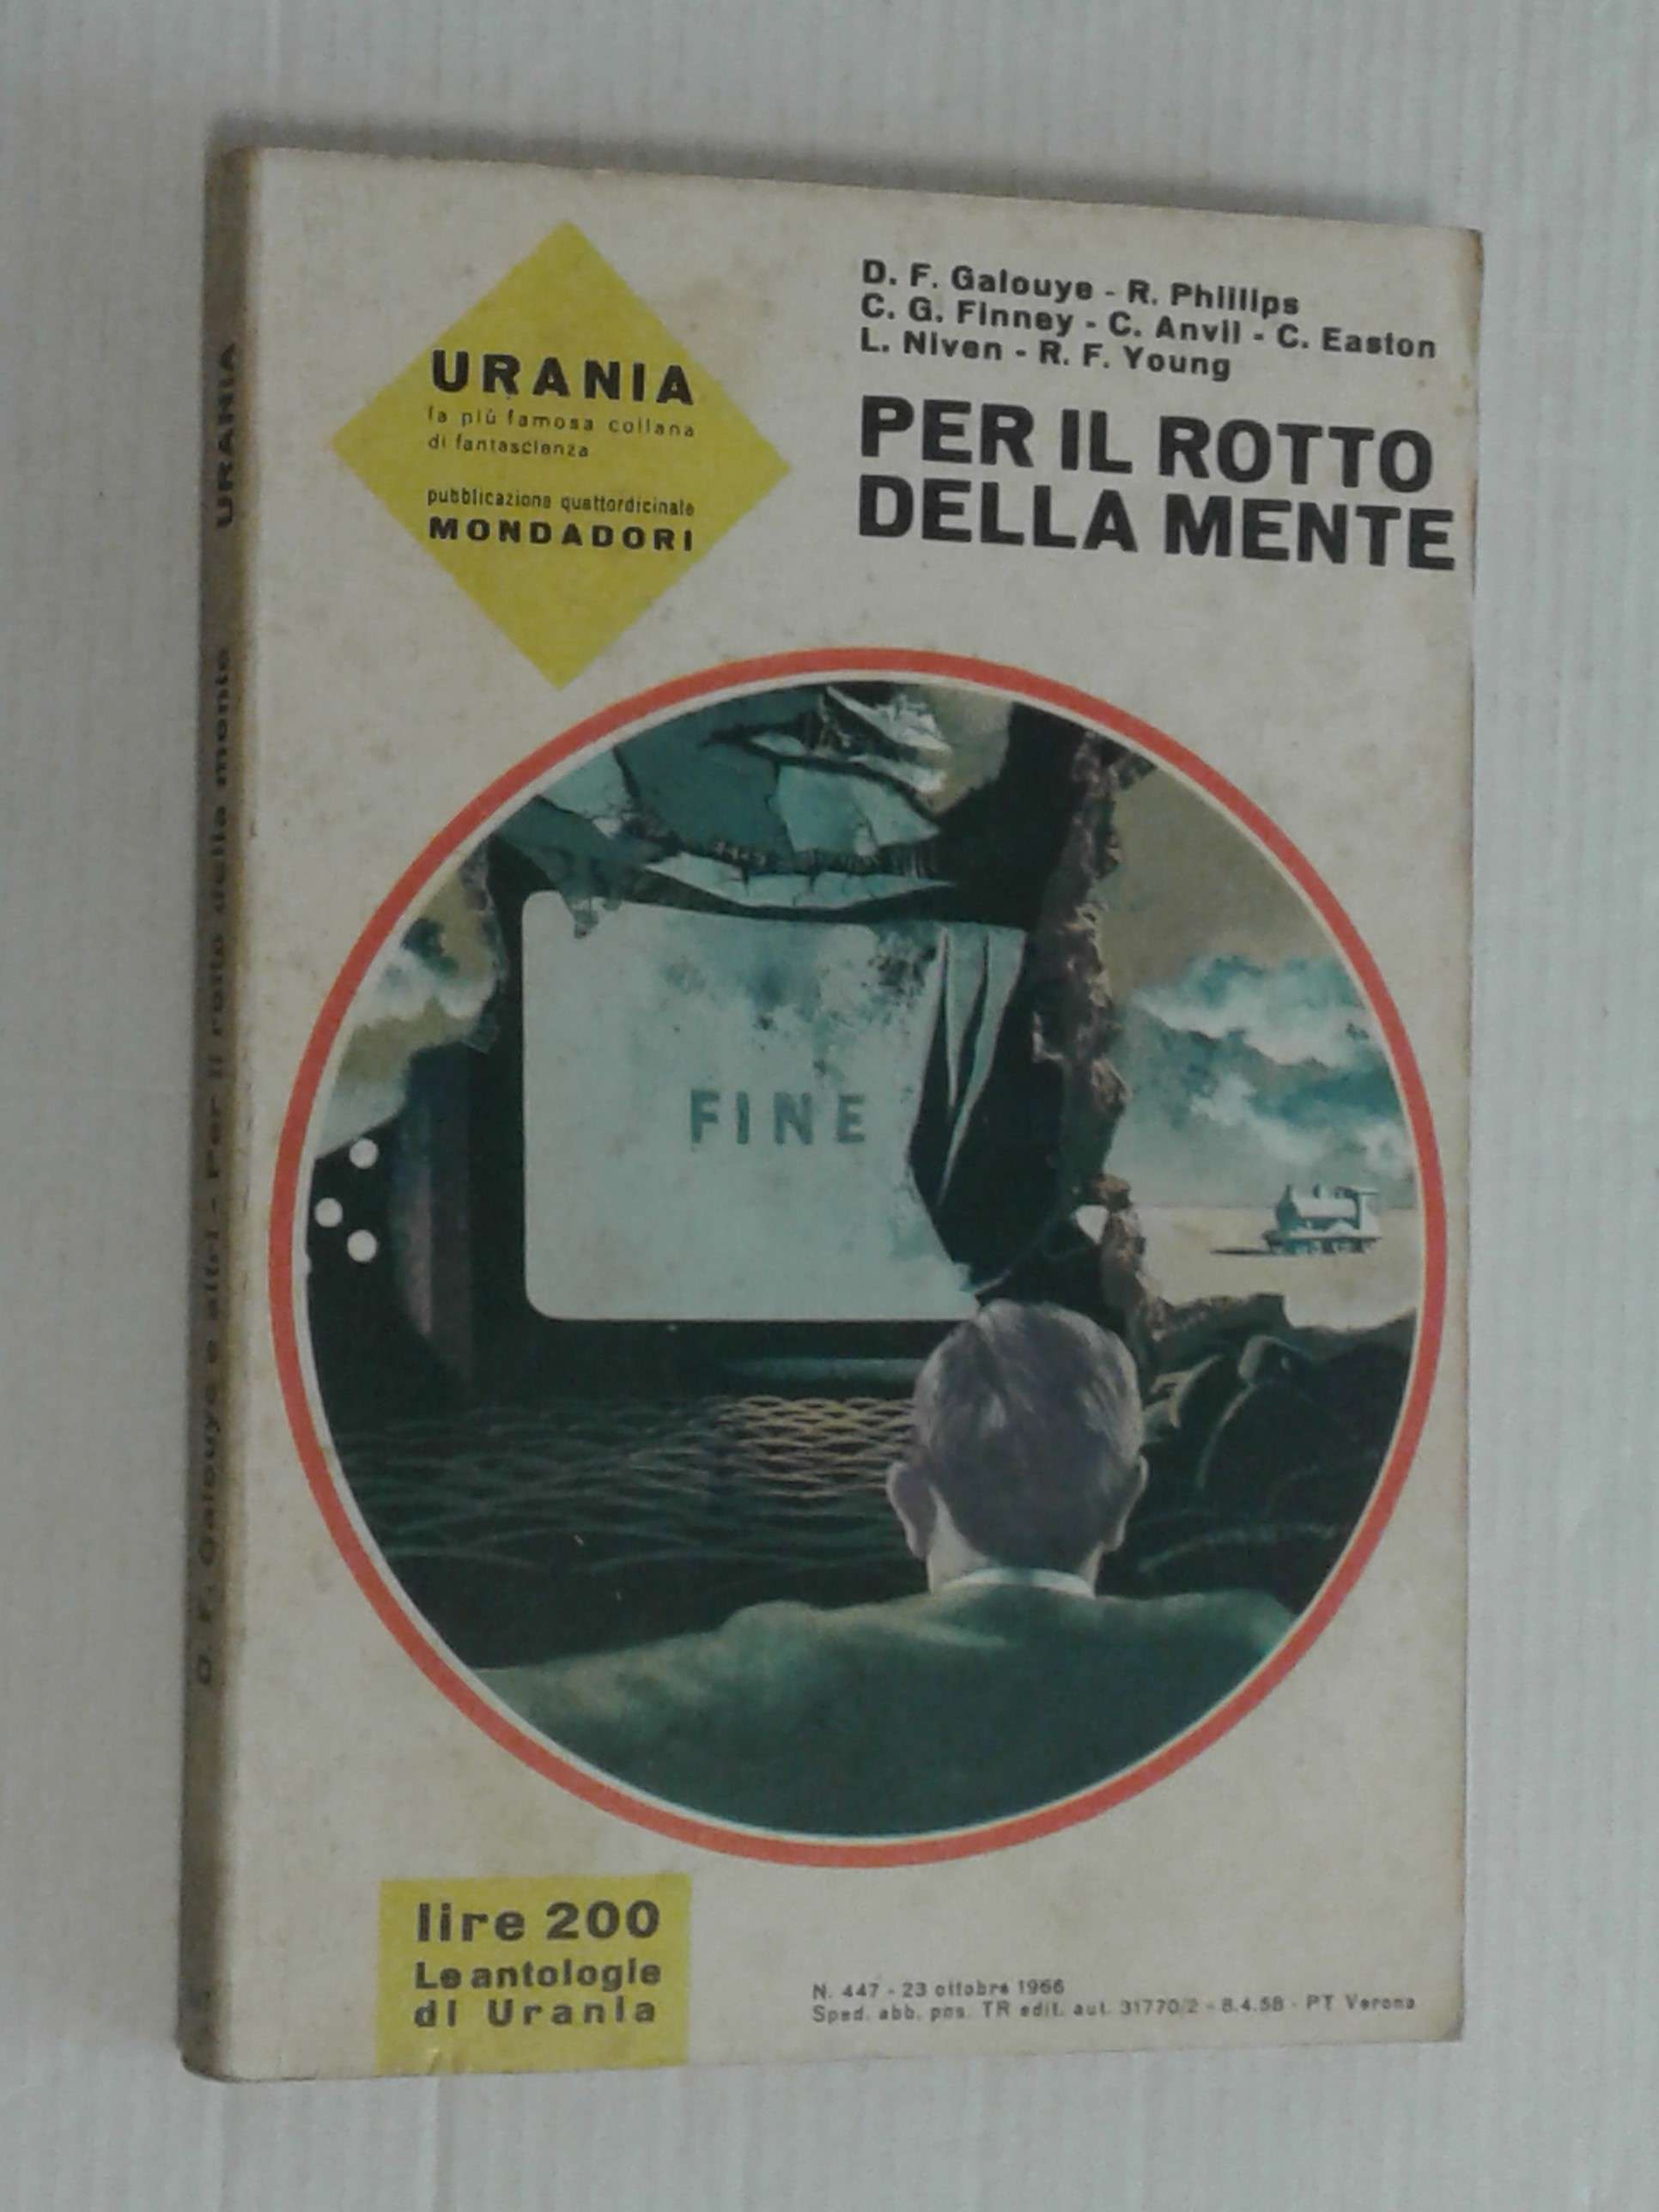 URANIA
la più famosa collana
di fantascienza
pubblicazione quattordicinale
MONDADORI
D. F. Galouye - R. Phillips
C. G. Finney - C. Anvil - C. Easton
L. Niven - R. F. Young
PER IL ROTTO
DELLA MENTE
FINE
lire 200
Le antologie
di Urania
N. 447 - 23 ottobre 1966
Sped. abb. pos. TR edit. aut. 31770/2 - 8.4.58 - PT Verona
D. F. Galouye e altri - Per il rotto della mente URANIA